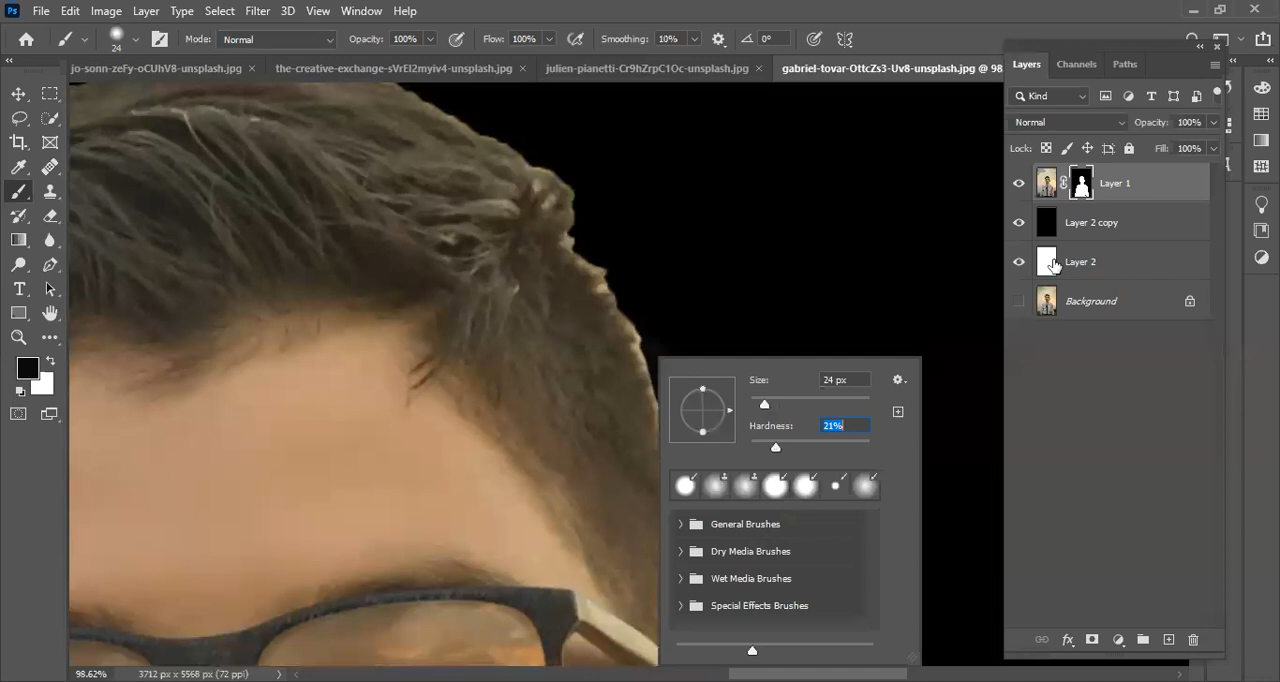 Ps File Edit Image Layer Type Select Filter 3D View Window Help
24 Mode: Normal Opacity: 100% Flow: 100% Smoothing: 10% 0°
jo-sonn-zeFy-oCUhV8-unsplash.jpg the-creative-exchange-sVrEI2myiv4-unsplash.jpg julien-pianetti-Cr9hZrpC1Oc-unsplash.jpg gabriel-tovar-OttcZs3-Uv8-unsplash.jpg @ 98
Layers Channels Paths
Kind
Normal Opacity: 100%
Lock: Fill: 100%
Layer 1
Layer 2 copy
Layer 2
Background
Size: 24 px
Hardness: 21%
General Brushes
Dry Media Brushes
Wet Media Brushes
Special Effects Brushes
98.62% 3712 px x 5568 px (72 ppi)